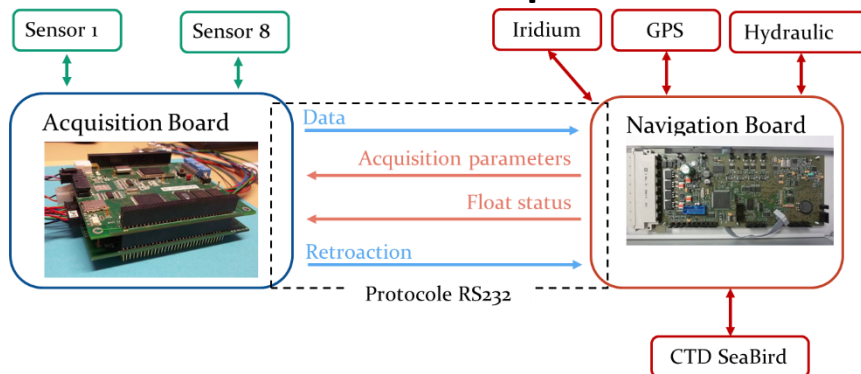 Sensor 1
Sensor 8
Iridium
GPS
Hydraulic
Acquisition Board
Navigation Board
Data
Acquisition parameters
Float status
Retroaction
Protocole RS232
CTD SeaBird